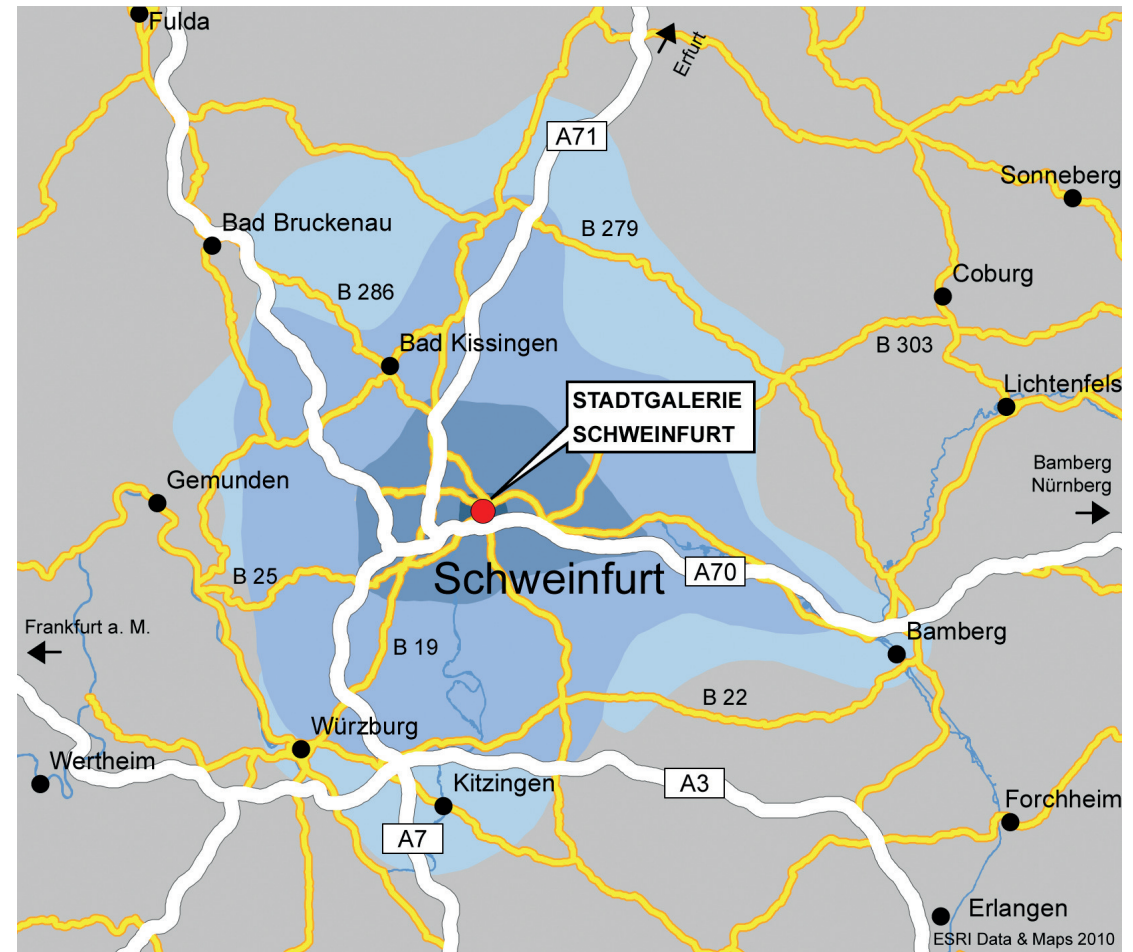 Fulda
Erfurt
A71
Sonneberg
Bad Bruckenau
B 279
Coburg
B 286
Bad Kissingen
B 303
STADTGALERIE
SCHWEINFURT
Lichtenfels
Bamberg
Nürnberg
Gemunden
B 25
Schweinfurt
A70
Frankfurt a. M.
Bamberg
B 19
B 22
Würzburg
Wertheim
Kitzingen
A3
Forchheim
A7
Erlangen
ESRI Data & Maps 2010